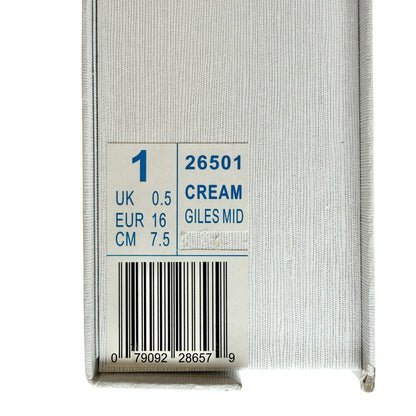 1
UK 0.5
EUR 16
CM 7.5
26501
CREAM
GILES MID
0 79092 28657 9